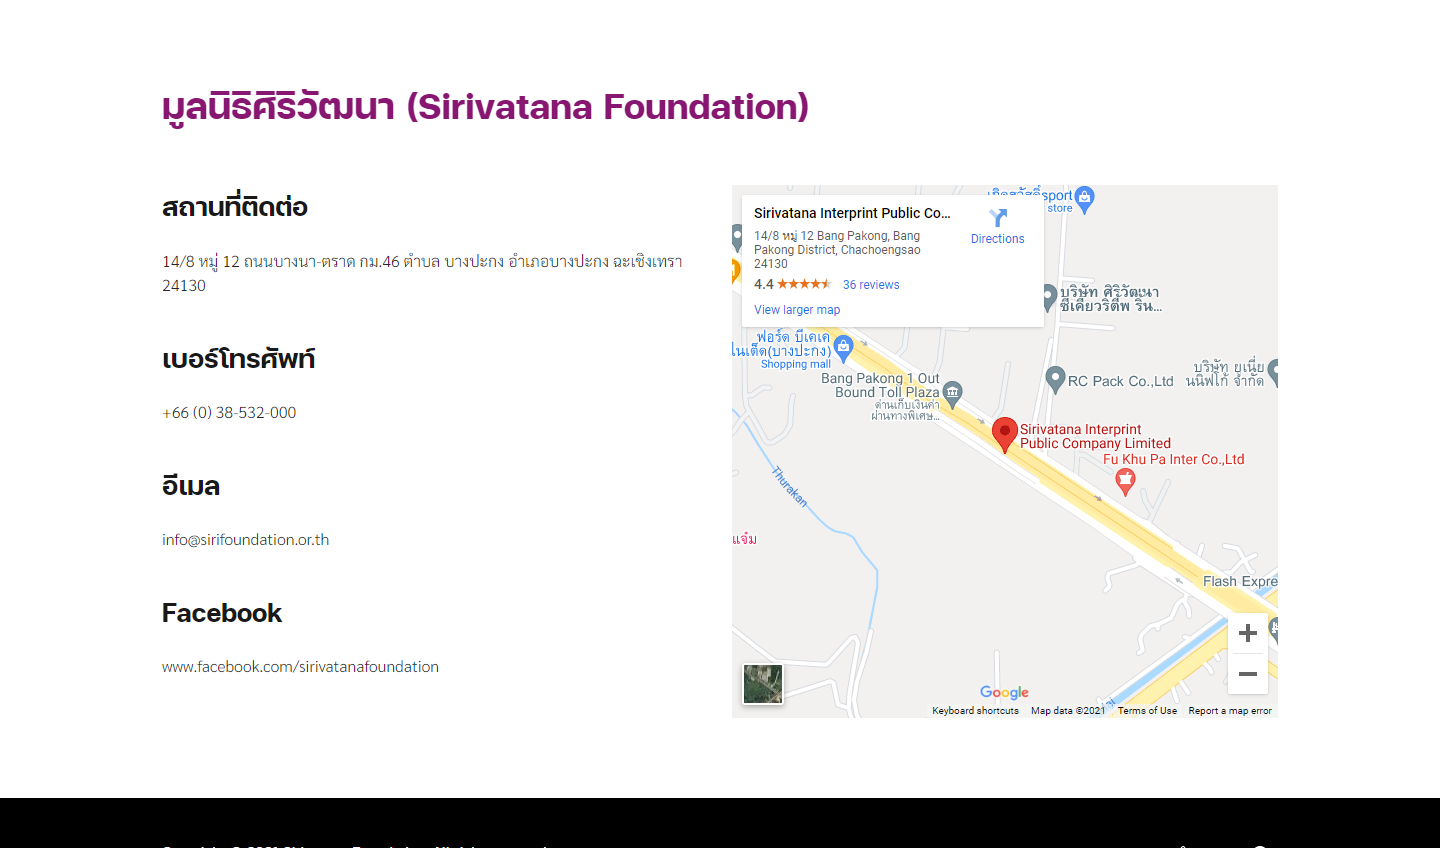 มูลนิธิศิริวัฒนา (Sirivatana Foundation)
สถานที่ติดต่อ
14/8 หมู่ 12 ถนนบางนา-ตราด กม.46 ตำบล บางปะกง อำเภอบางปะกง ฉะเชิงเทรา
24130
เบอร์โทรศัพท์
+66 (0) 38-532-000
อีเมล
info@sirifoundation.or.th
Facebook
www.facebook.com/sirivatanafoundation
sport
store
Sirivatana Interprint Public Co...
14/8 หมู่ 12 Bang Pakong, Bang
Pakong District, Chachoengsao
24130
Directions
4.4
36 reviews
View larger map
บริษัท ศิริวัฒนา
ซีเคียวริตีพ ริ้น...
ฟอร์ด บีเคเค
ไนเต็ด(บางปะกง)
Shopping mall
Bang Pakong 1 Out
Bound Toll Plaza
ด่านเก็บเงินค่า
ผ่านทางพิเศษ...
RC Pack Co.,Ltd
บริษัท ยูเนี่ย
นนิฟโก้ จำกัด
Sirivatana Interprint
Public Company Limited
Fu Khu Pa Inter Co.,Ltd
Thurakan
แจ๋ม
Flash Expre
Google
Keyboard shortcuts
Map data ©2021
Terms of Use
Report a map error